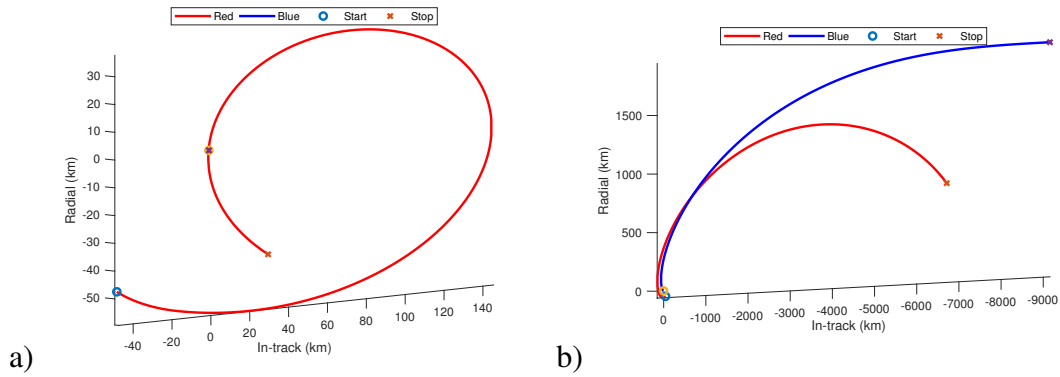 Red Blue Start Stop
30
20
10
0
-10
-20
-30
-40
-50
Radial (km)
-40 -20 0 20 40 60 80 100 120 140
In-track (km)
a)
Red Blue Start Stop
1500
1000
500
0
Radial (km)
0 -1000 -2000 -3000 -4000 -5000 -6000 -7000 -8000 -9000
In-track (km)
b)